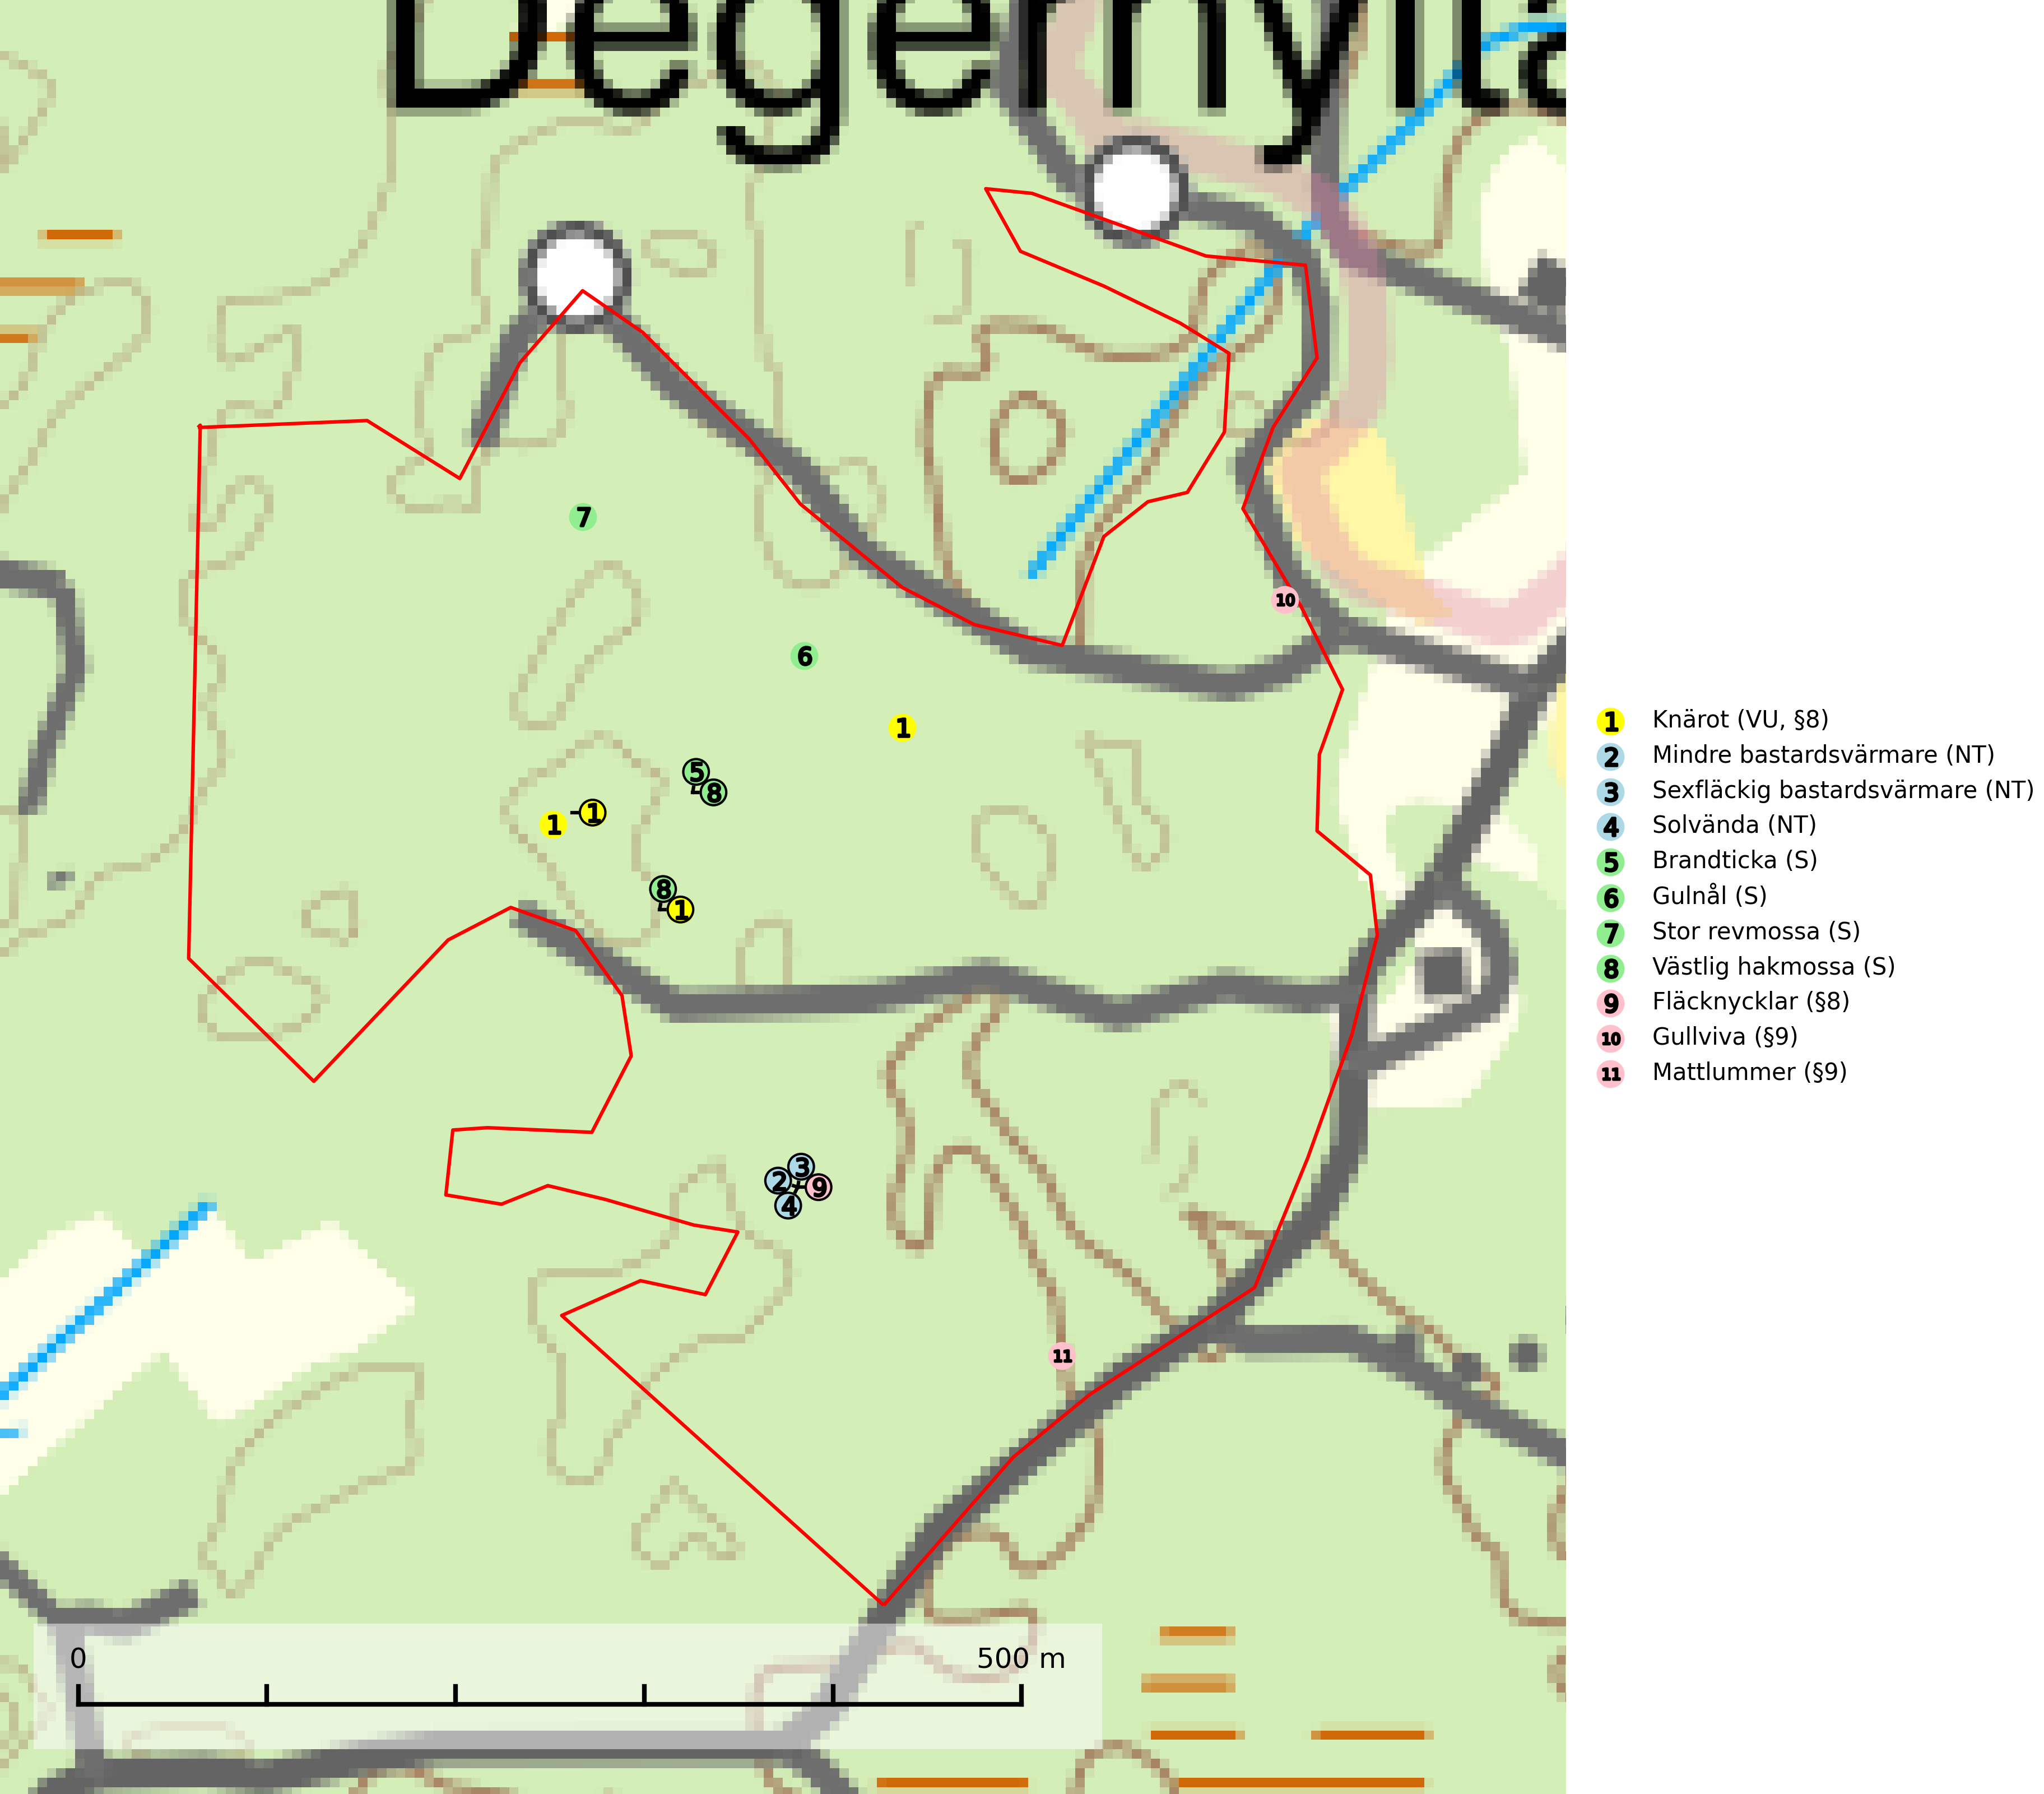 Degernyita
7
10
6
1
5
8
1
1
8
1
3
2
9
4
11
0
500 m
1 Knärot (VU, §8)
2 Mindre bastardsvärmare (NT)
3 Sexfläckig bastardsvärmare (NT)
4 Solvända (NT)
5 Brandticka (S)
6 Gulnål (S)
7 Stor revmossa (S)
8 Västlig hakmossa (S)
9 Fläcknycklar (§8)
10 Gullviva (§9)
11 Mattlummer (§9)